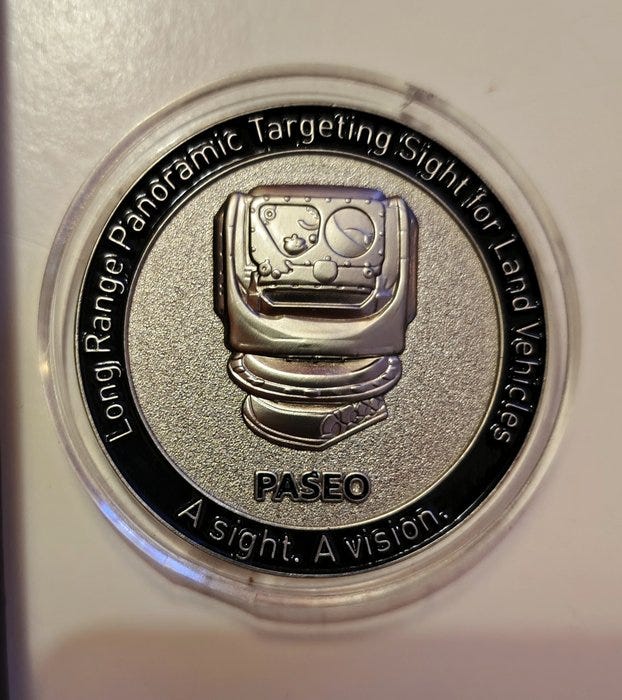 Long Range Panoramic Targeting Sight for Land Vehicles
PASEO
A sight. A vision.